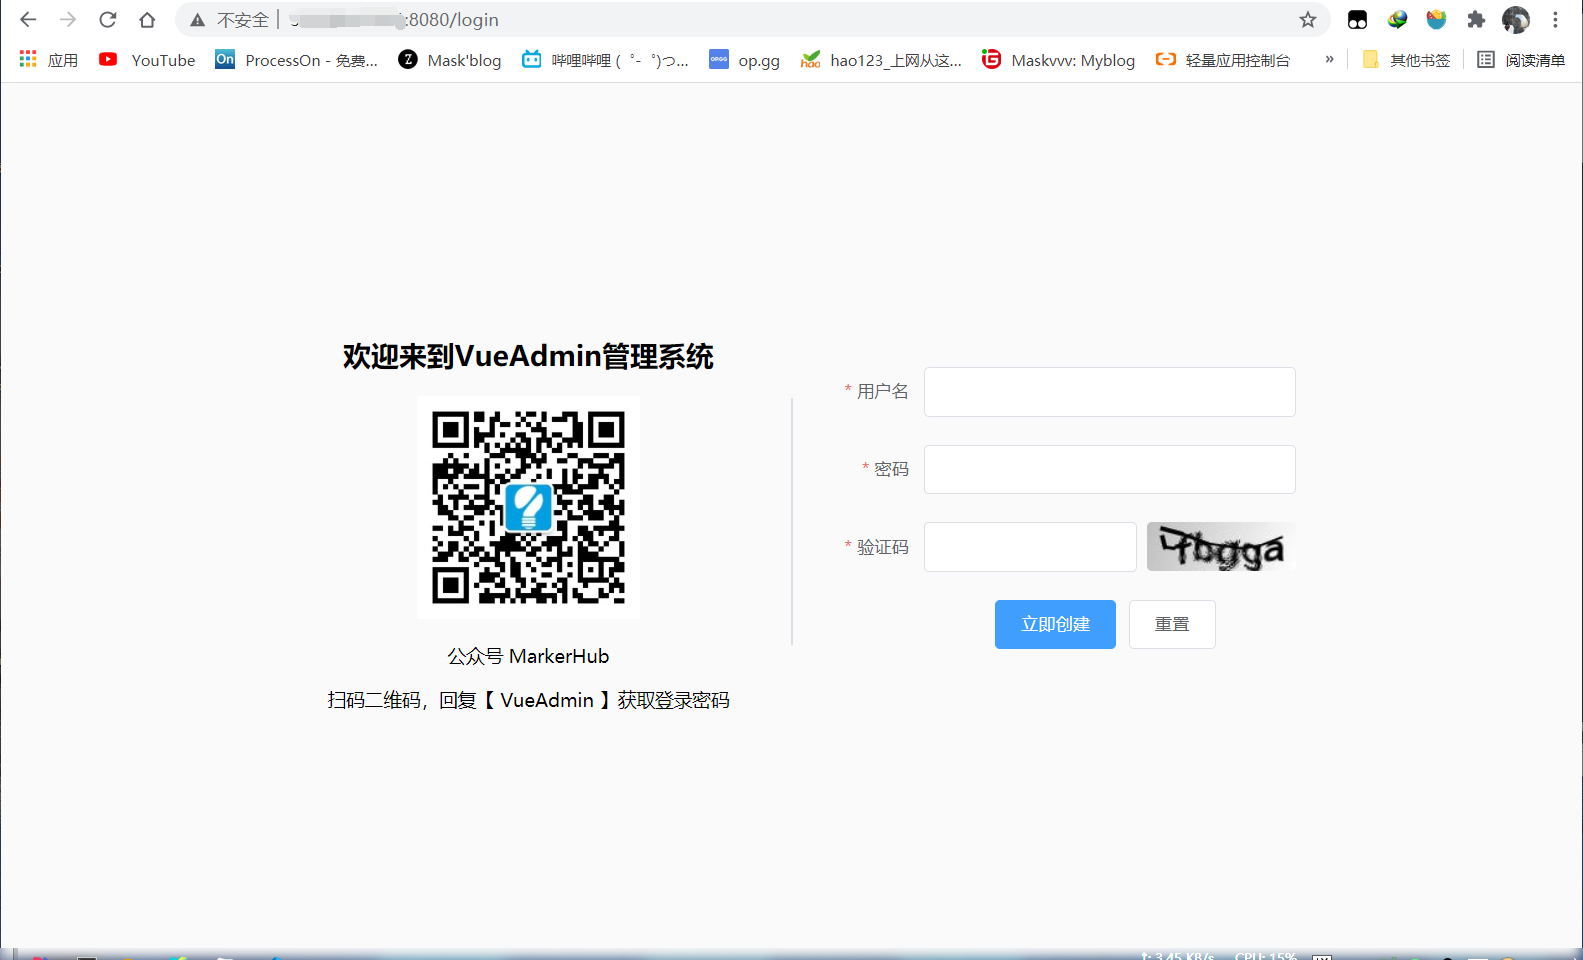 不安全 | :8080/login
应用 YouTube ProcessOn - 免费... Mask'blog 哔哩哔哩 ( ゜- ゜)つ... op.gg hao123_上网从这... Maskvvv: Myblog 轻量应用控制台 » 其他书签 阅读清单
欢迎来到VueAdmin管理系统
* 用户名
* 密码
* 验证码
立即创建 重置
公众号 MarkerHub
扫码二维码，回复【 VueAdmin 】获取登录密码
3.45 KB/s CPU: 15%